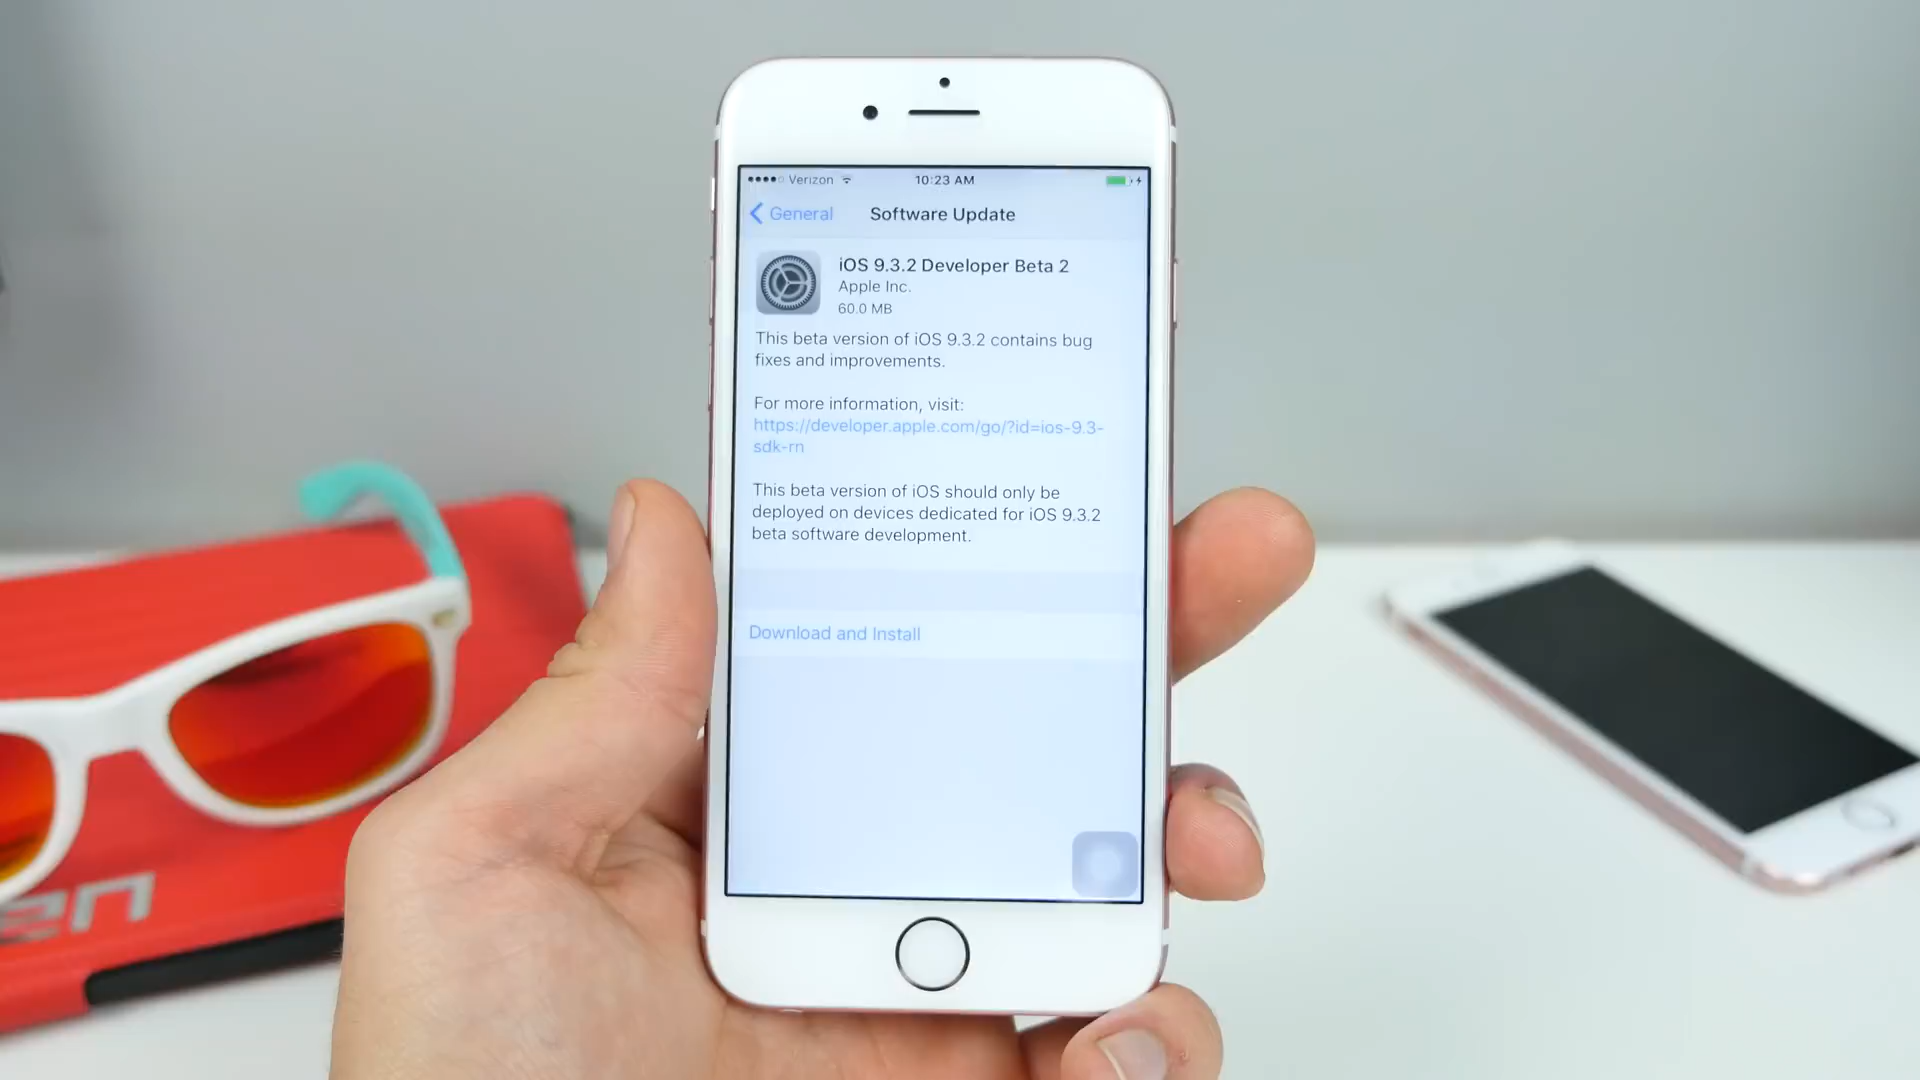 Verizon 10:23 AM
General Software Update
iOS 9.3.2 Developer Beta 2
Apple Inc.
60.0 MB
This beta version of iOS 9.3.2 contains bug
fixes and improvements.
For more information, visit:
https://developer.apple.com/go/?id=ios-9.3-
sdk-rn
This beta version of iOS should only be
deployed on devices dedicated for iOS 9.3.2
beta software development.
Download and Install